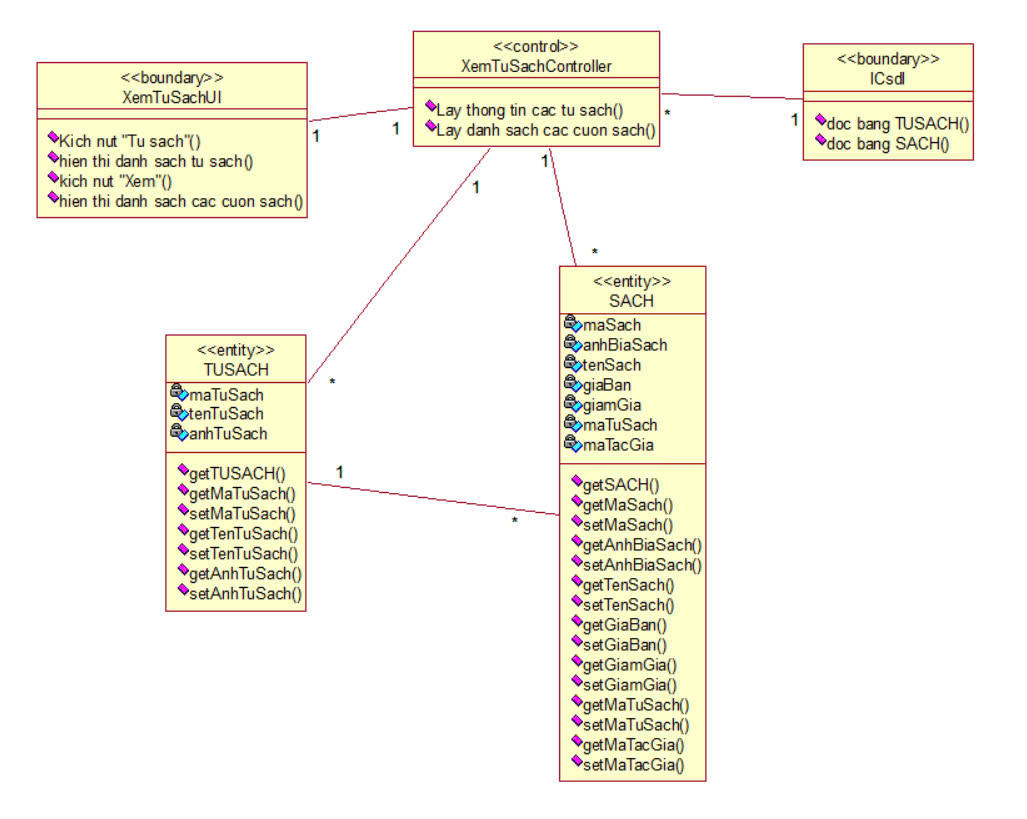 <<boundary>>
XemTuSachUI
Kich nut "Tu sach"()
hien thi danh sach tu sach()
kich nut "Xem"()
hien thi danh sach cac cuon sach()
1
1
<<control>>
XemTuSachController
Lay thong tin cac tu sach()
Lay danh sach cac cuon sach()
*
1
<<boundary>>
ICsdl
doc bang TUSACH()
doc bang SACH()
1
*
1
*
<<entity>>
TUSACH
maTuSach
tenTuSach
anhTuSach
getTUSACH()
getMaTuSach()
setMaTuSach()
getTenTuSach()
setTenTuSach()
getAnhTuSach()
setAnhTuSach()
1
*
<<entity>>
SACH
maSach
anhBiaSach
tenSach
giaBan
giamGia
maTuSach
maTacGia
getSACH()
getMaSach()
setMaSach()
getAnhBiaSach()
setAnhBiaSach()
getTenSach()
setTenSach()
getGiaBan()
setGiaBan()
getGiamGia()
setGiamGia()
getMaTuSach()
setMaTuSach()
getMaTacGia()
setMaTacGia()